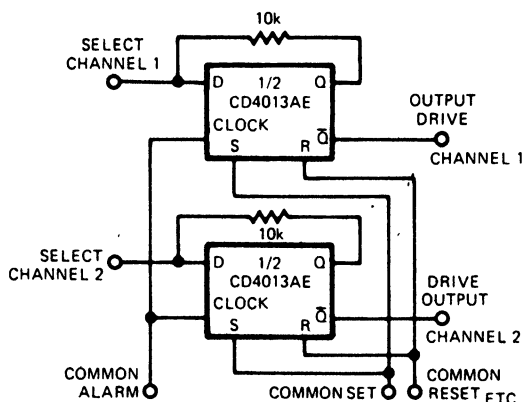 10k
SELECT
CHANNEL 1
D 1/2 Q
CD4013AE
CLOCK Q̅
S R
OUTPUT
DRIVE
CHANNEL 1
10k
SELECT
CHANNEL 2
D 1/2 Q
CD4013AE
CLOCK Q̅
S R
DRIVE
OUTPUT
CHANNEL 2
COMMON
ALARM
COMMON SET
COMMON
RESET ETC